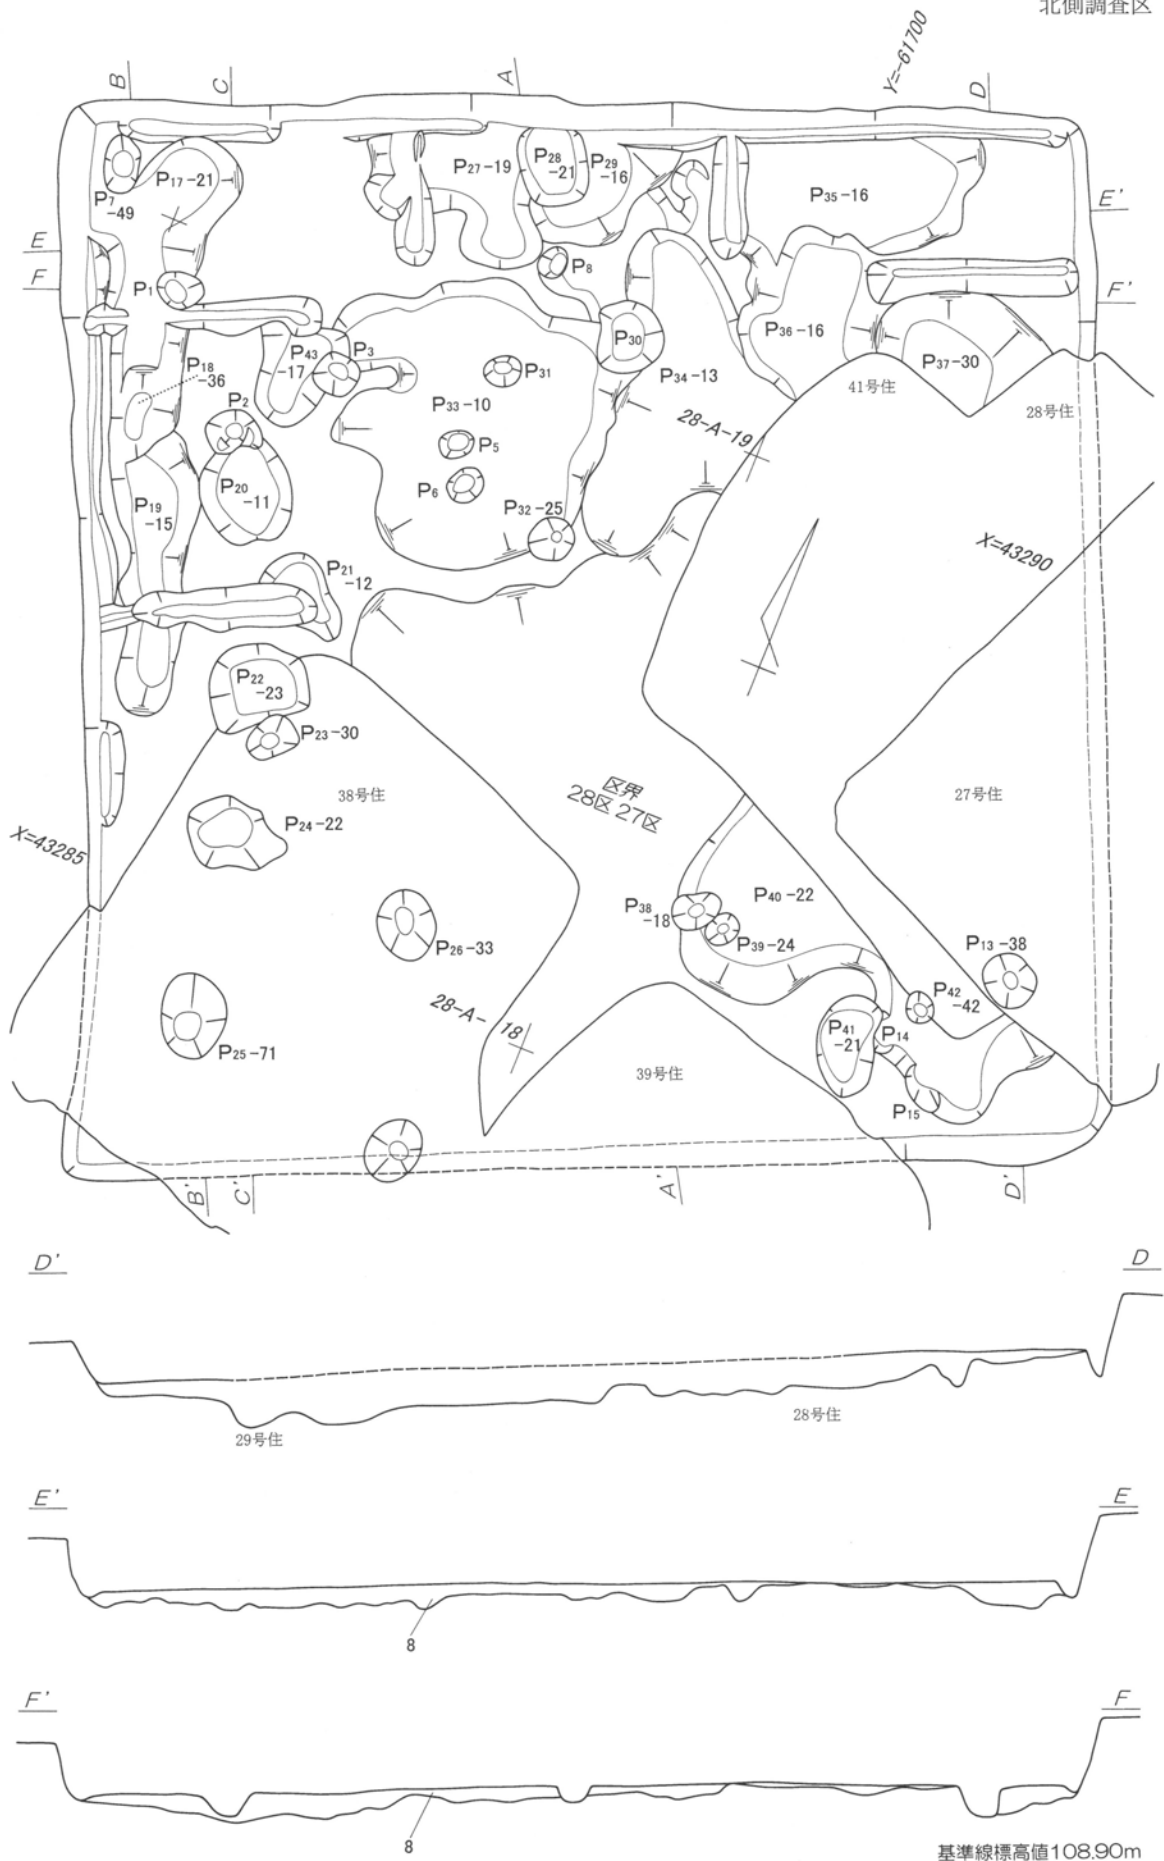 北側調査区
Y=-61700
B
C
A
D
P27-19
P28
-21
P29
-16
P17-21
P7
-49
P35-16
E'
E
F
P8
P1
F'
P30
P36-16
P43
-17
P3
P18
-36
P31
P34-13
P37-30
41号住
28号住
P2
P33-10
28-A-19
P5
P20
-11
P6
P19
-15
P32-25
X=43290
P21
-12
P22
-23
P23-30
区界
28区 27区
38号住
27号住
P24-22
X=43285
P40-22
P38
-18
P26-33
P39-24
P13-38
28-A-18
P42
-42
P41
-21
P14
P25-71
39号住
P15
B'
C'
A'
D'
D'
D
29号住
28号住
E'
E
8
F'
F
8
基準線標高値108.90m